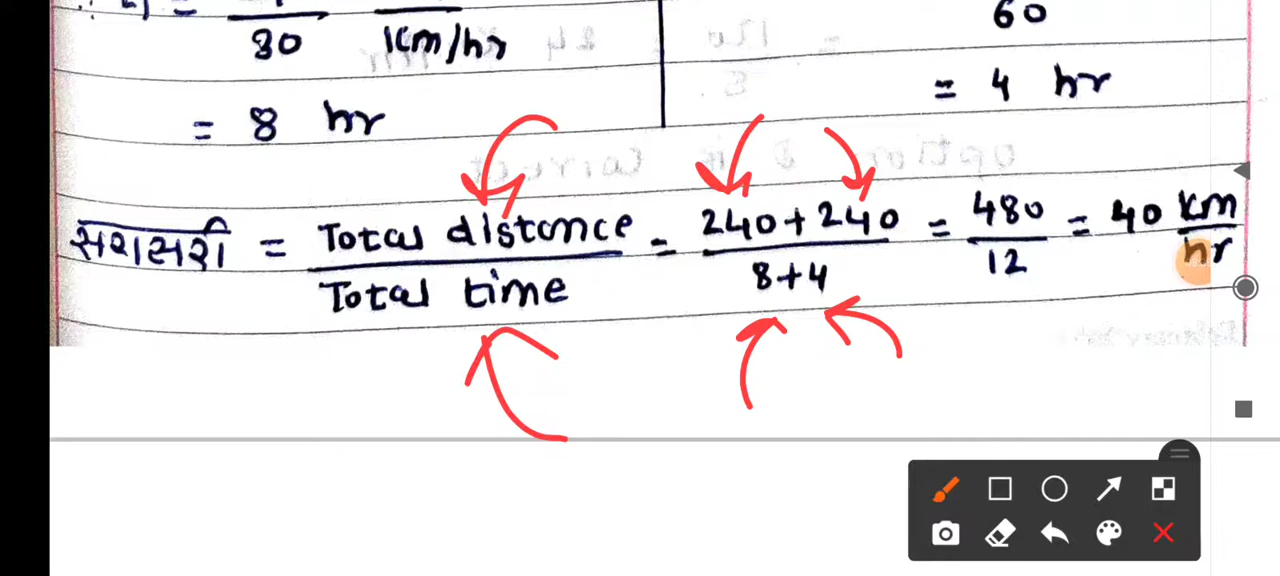 30 Km/hr
60
= 8 hr
= 4 hr
सरासरी = Total distance / Total time = 240+240 / 8+4 = 480 / 12 = 40 Km / hr